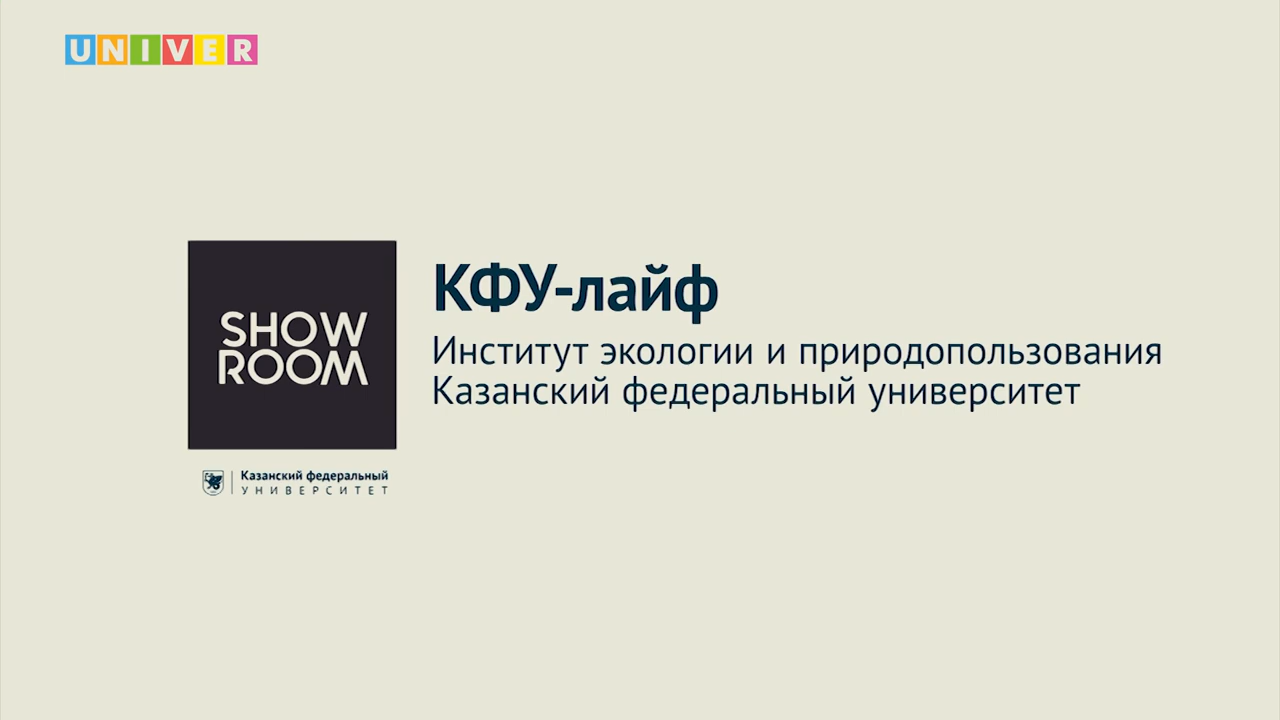 UNIVER
SHOW
ROOM
КФУ-лайф
Институт экологии и природопользования
Казанский федеральный университет
Казанский федеральный
УНИВЕРСИТЕТ